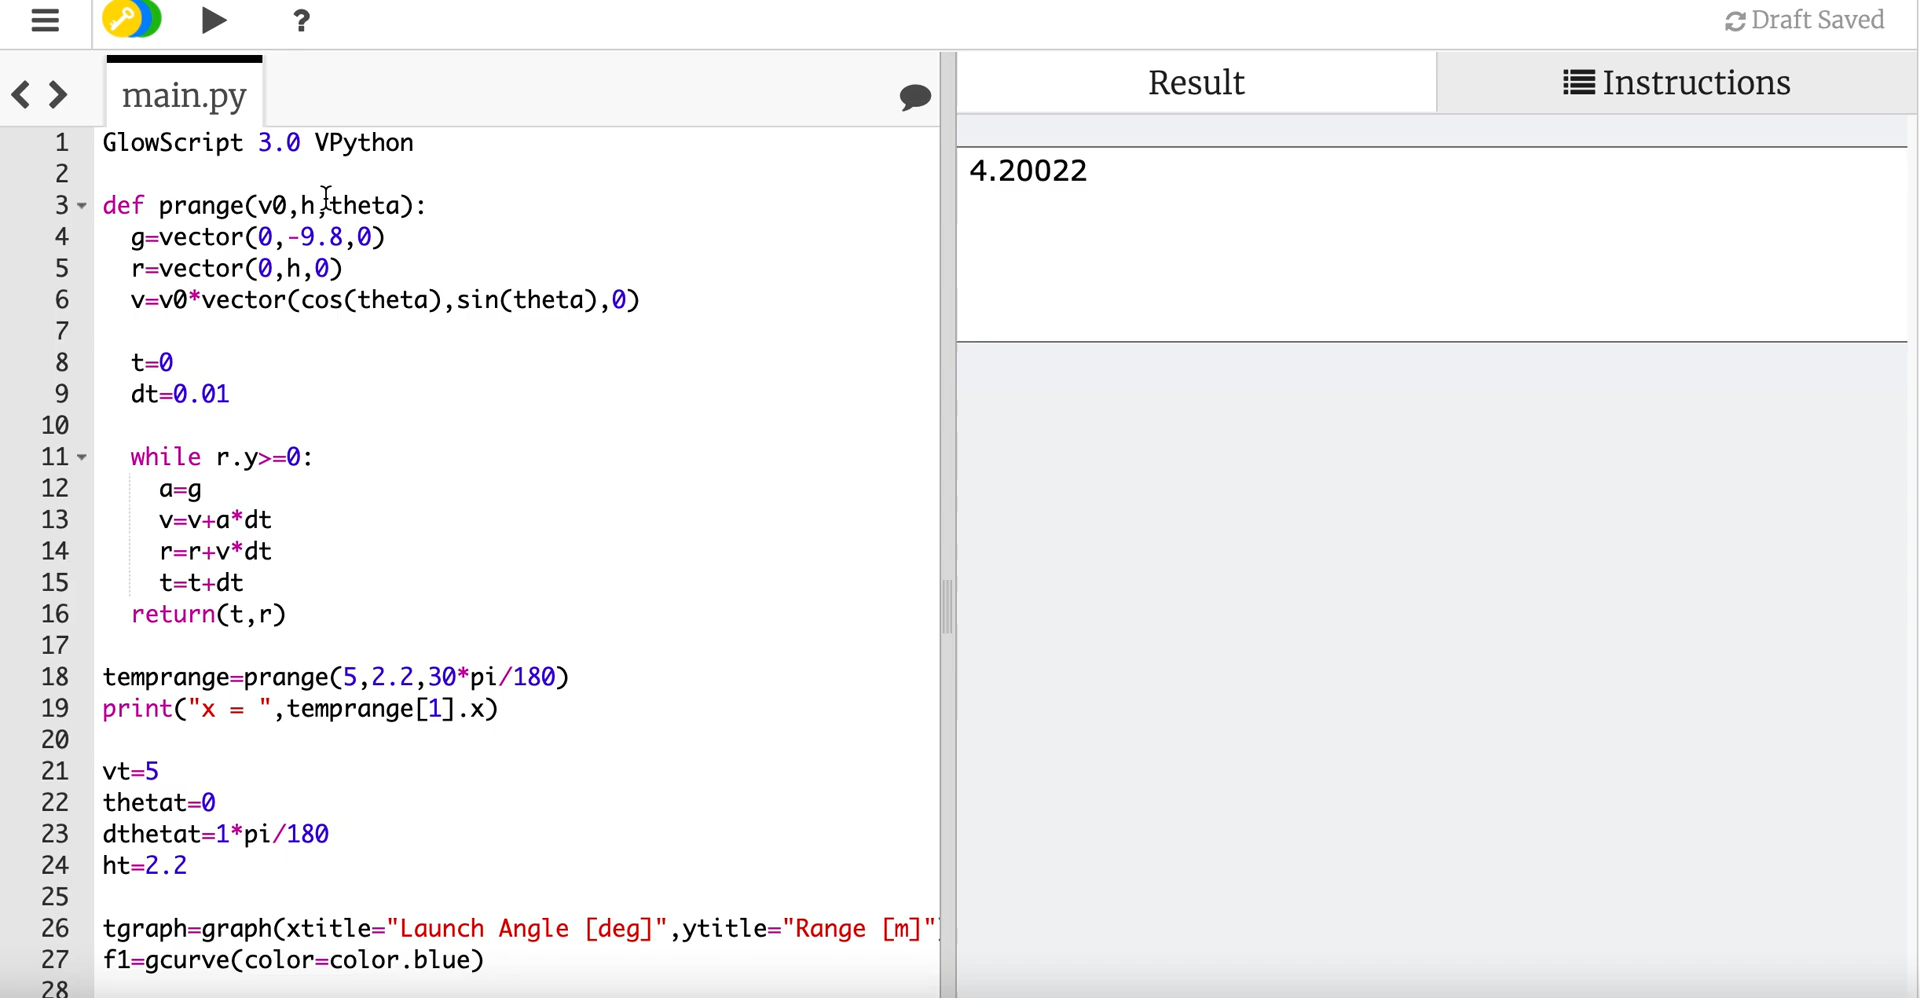 ? Draft Saved
main.py
Result Instructions
1 GlowScript 3.0 VPython
2
3 def prange(v0,h,theta):
4 g=vector(0,-9.8,0)
5 r=vector(0,h,0)
6 v=v0*vector(cos(theta),sin(theta),0)
7
8 t=0
9 dt=0.01
10
11 while r.y>=0:
12 a=g
13 v=v+a*dt
14 r=r+v*dt
15 t=t+dt
16 return(t,r)
17
18 temprange=prange(5,2.2,30*pi/180)
19 print("x = ",temprange[1].x)
20
21 vt=5
22 thetat=0
23 dthetat=1*pi/180
24 ht=2.2
25
26 tgraph=graph(xtitle="Launch Angle [deg]",ytitle="Range [m]")
27 f1=gcurve(color=color.blue)
28
4.20022